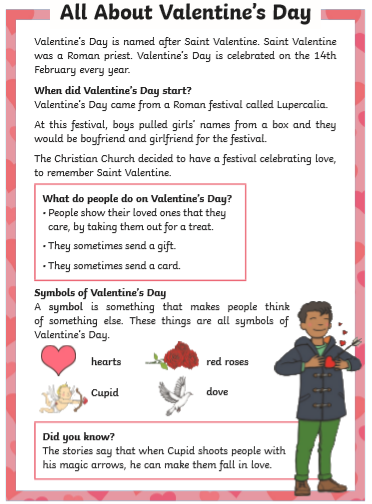 All About Valentine's Day
Valentine's Day is named after Saint Valentine. Saint Valentine
was a Roman priest. Valentine's Day is celebrated on the 14th
February every year.
When did Valentine's Day start?
Valentine's Day came from a Roman festival called Lupercalia.
At this festival, boys pulled girls' names from a box and they
would be boyfriend and girlfriend for the festival.
The Christian Church decided to have a festival celebrating love,
to remember Saint Valentine.
What do people do on Valentine's Day?
• People show their loved ones that they
care, by taking them out for a treat.
• They sometimes send a gift.
• They sometimes send a card.
Symbols of Valentine's Day
A symbol is something that makes people think
of something else. These things are all symbols of
Valentine's Day.
hearts
red roses
Cupid
dove
Did you know?
The stories say that when Cupid shoots people with
his magic arrows, he can make them fall in love.